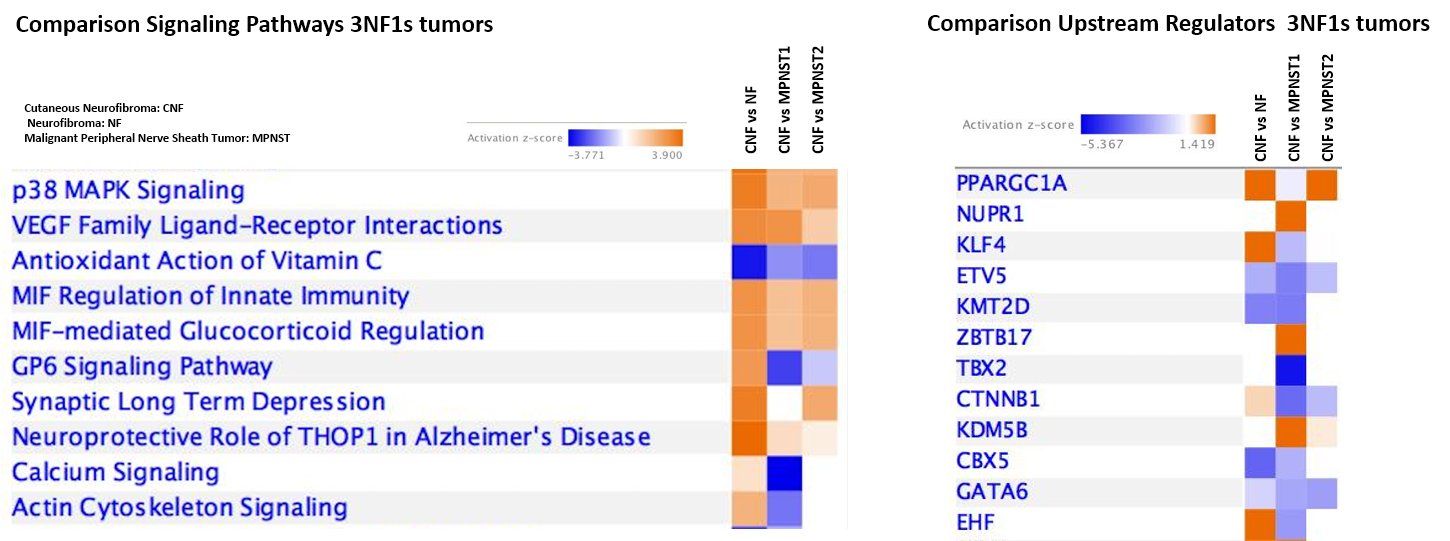 Comparison Signaling Pathways 3NF1s tumors
Cutaneous Neurofibroma: CNF
Neurofibroma: NF
Malignant Peripheral Nerve Sheath Tumor: MPNST
Activation z-score
-3.771 3.900
CNF vs NF
CNF vs MPNST1
CNF vs MPNST2
p38 MAPK Signaling
VEGF Family Ligand-Receptor Interactions
Antioxidant Action of Vitamin C
MIF Regulation of Innate Immunity
MIF-mediated Glucocorticoid Regulation
GP6 Signaling Pathway
Synaptic Long Term Depression
Neuroprotective Role of THOP1 in Alzheimer's Disease
Calcium Signaling
Actin Cytoskeleton Signaling
Comparison Upstream Regulators 3NF1s tumors
Activation z-score
-5.367 1.419
CNF vs NF
CNF vs MPNST1
CNF vs MPNST2
PPARGC1A
NUPR1
KLF4
ETV5
KMT2D
ZBTB17
TBX2
CTNNB1
KDM5B
CBX5
GATA6
EHF